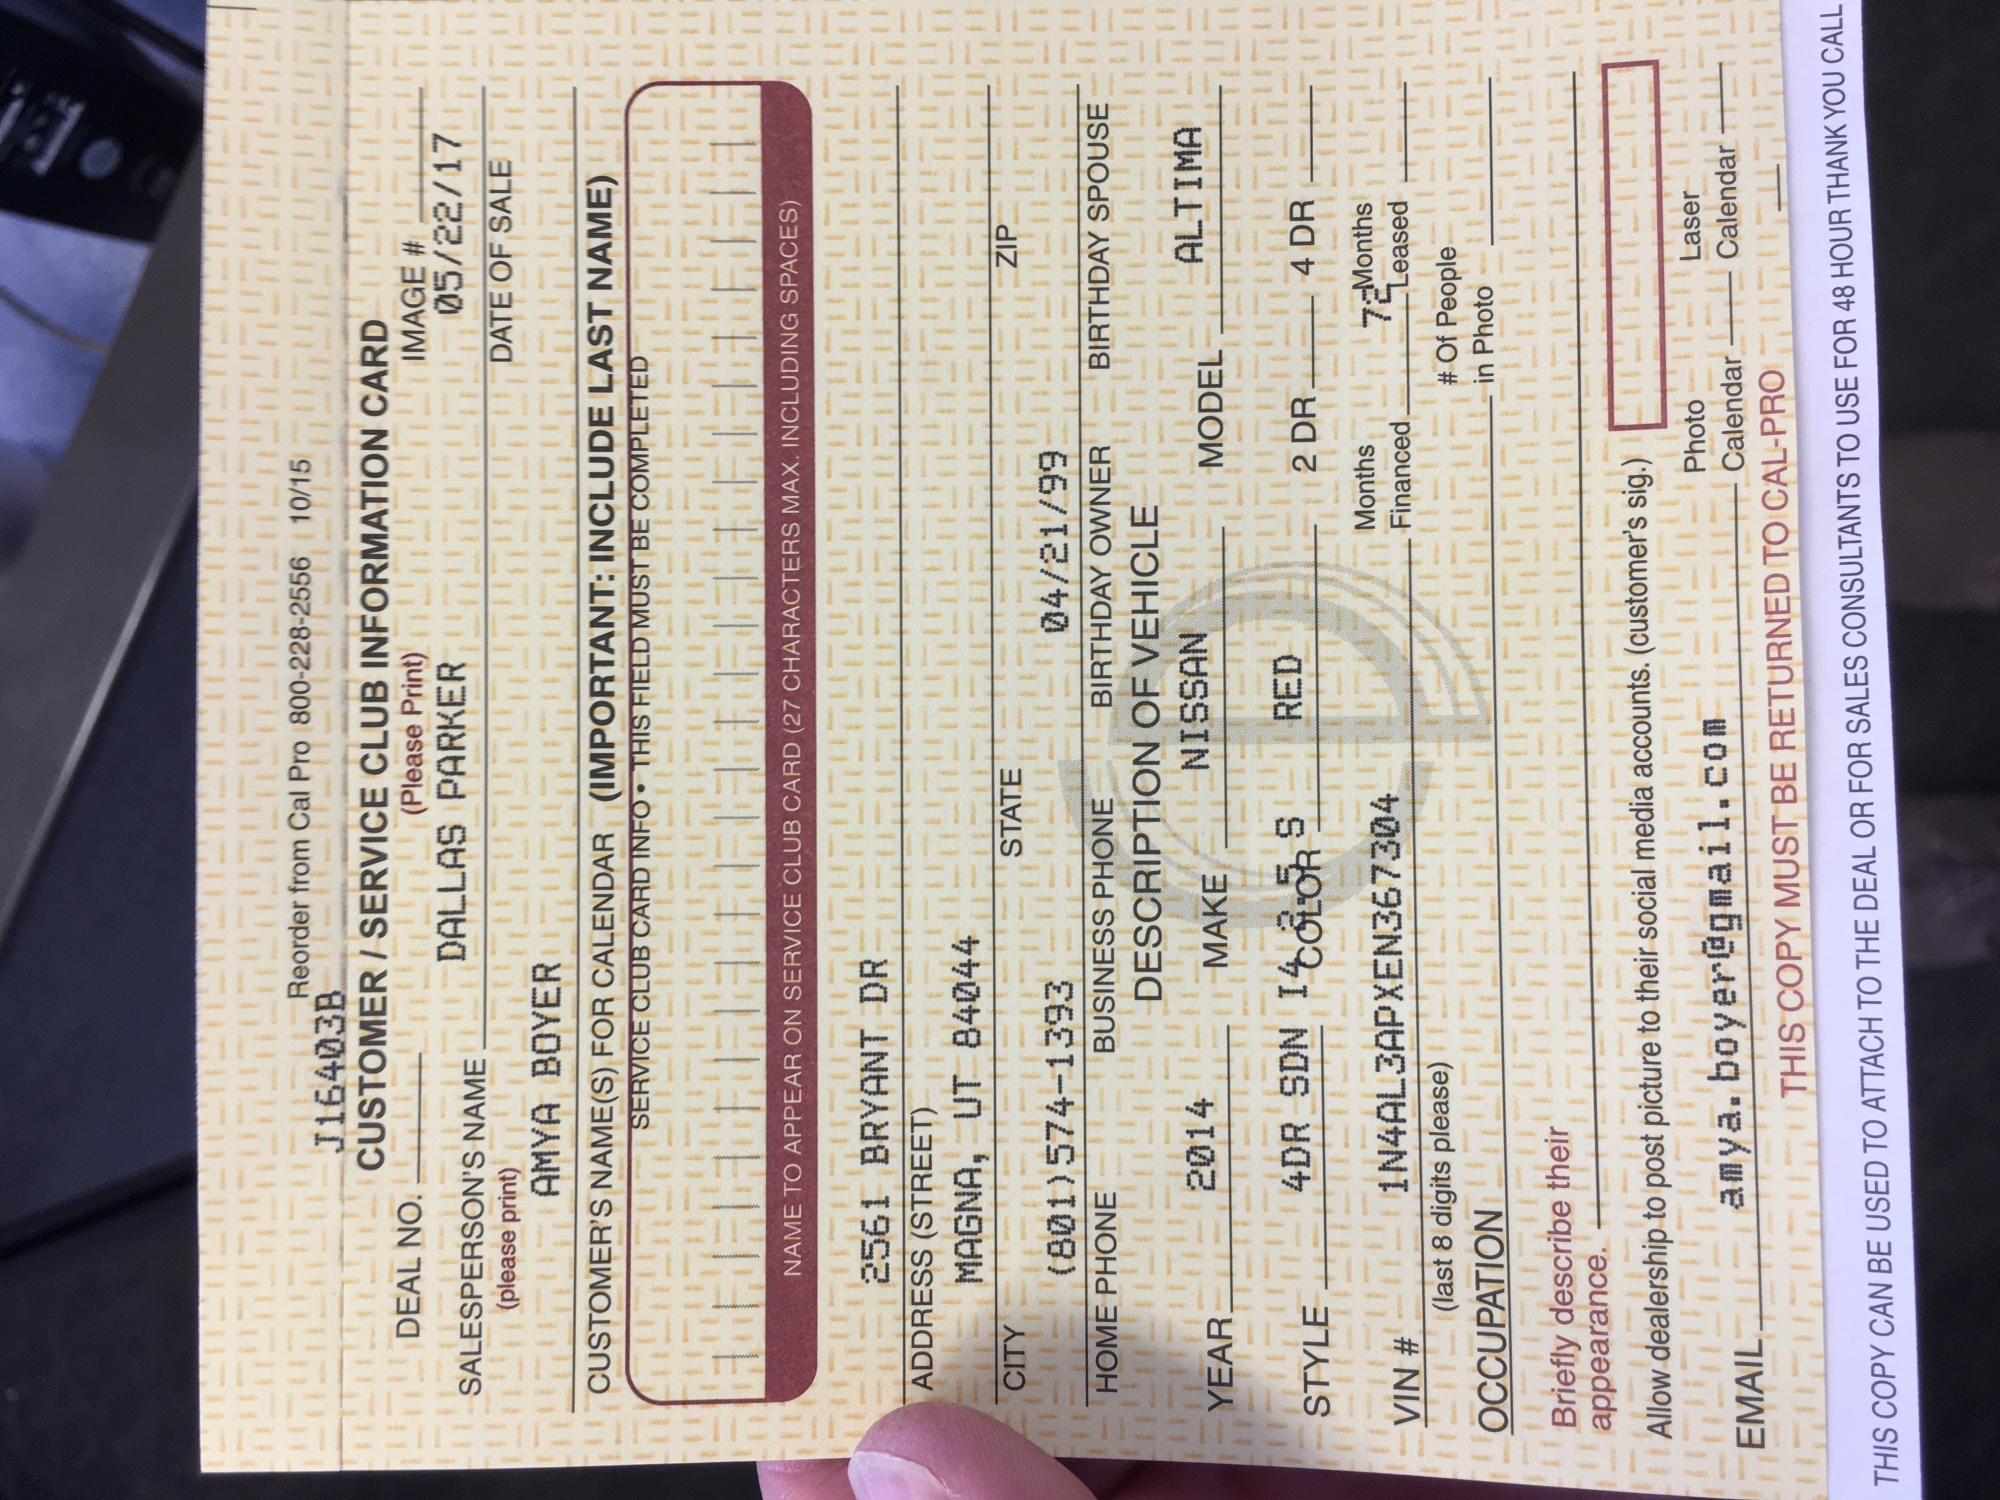 Reorder from Cal Pro 800-228-2556 10/15
J16403B
CUSTOMER / SERVICE CLUB INFORMATION CARD
(Please Print)
DEAL NO. IMAGE #
DALLAS PARKER 05/22/17
SALESPERSON'S NAME DATE OF SALE
(please print)
AMYA BOYER
CUSTOMER'S NAME(S) FOR CALENDAR (IMPORTANT: INCLUDE LAST NAME)
SERVICE CLUB CARD INFO • THIS FIELD MUST BE COMPLETED
NAME TO APPEAR ON SERVICE CLUB CARD (27 CHARACTERS MAX. INCLUDING SPACES)
2561 BRYANT DR
ADDRESS (STREET)
MAGNA, UT 84044
CITY STATE ZIP
(801)574-1393 04/21/99
HOME PHONE BUSINESS PHONE BIRTHDAY OWNER BIRTHDAY SPOUSE
DESCRIPTION OF VEHICLE
2014 NISSAN ALTIMA
YEAR MAKE MODEL
4DR SDN I4 2.5 S RED
STYLE COLOR 2 DR 4 DR
72
Months Months
1N4AL3APXEN367304
VIN # Financed Leased
(last 8 digits please)
# Of People
OCCUPATION in Photo
Briefly describe their
appearance.
Allow dealership to post picture to their social media accounts. (customer's sig.)
Photo Laser
amya.boyer@gmail.com
EMAIL Calendar Calendar
THIS COPY MUST BE RETURNED TO CAL-PRO
THIS COPY CAN BE USED TO ATTACH TO THE DEAL OR FOR SALES CONSULTANTS TO USE FOR 48 HOUR THANK YOU CALL